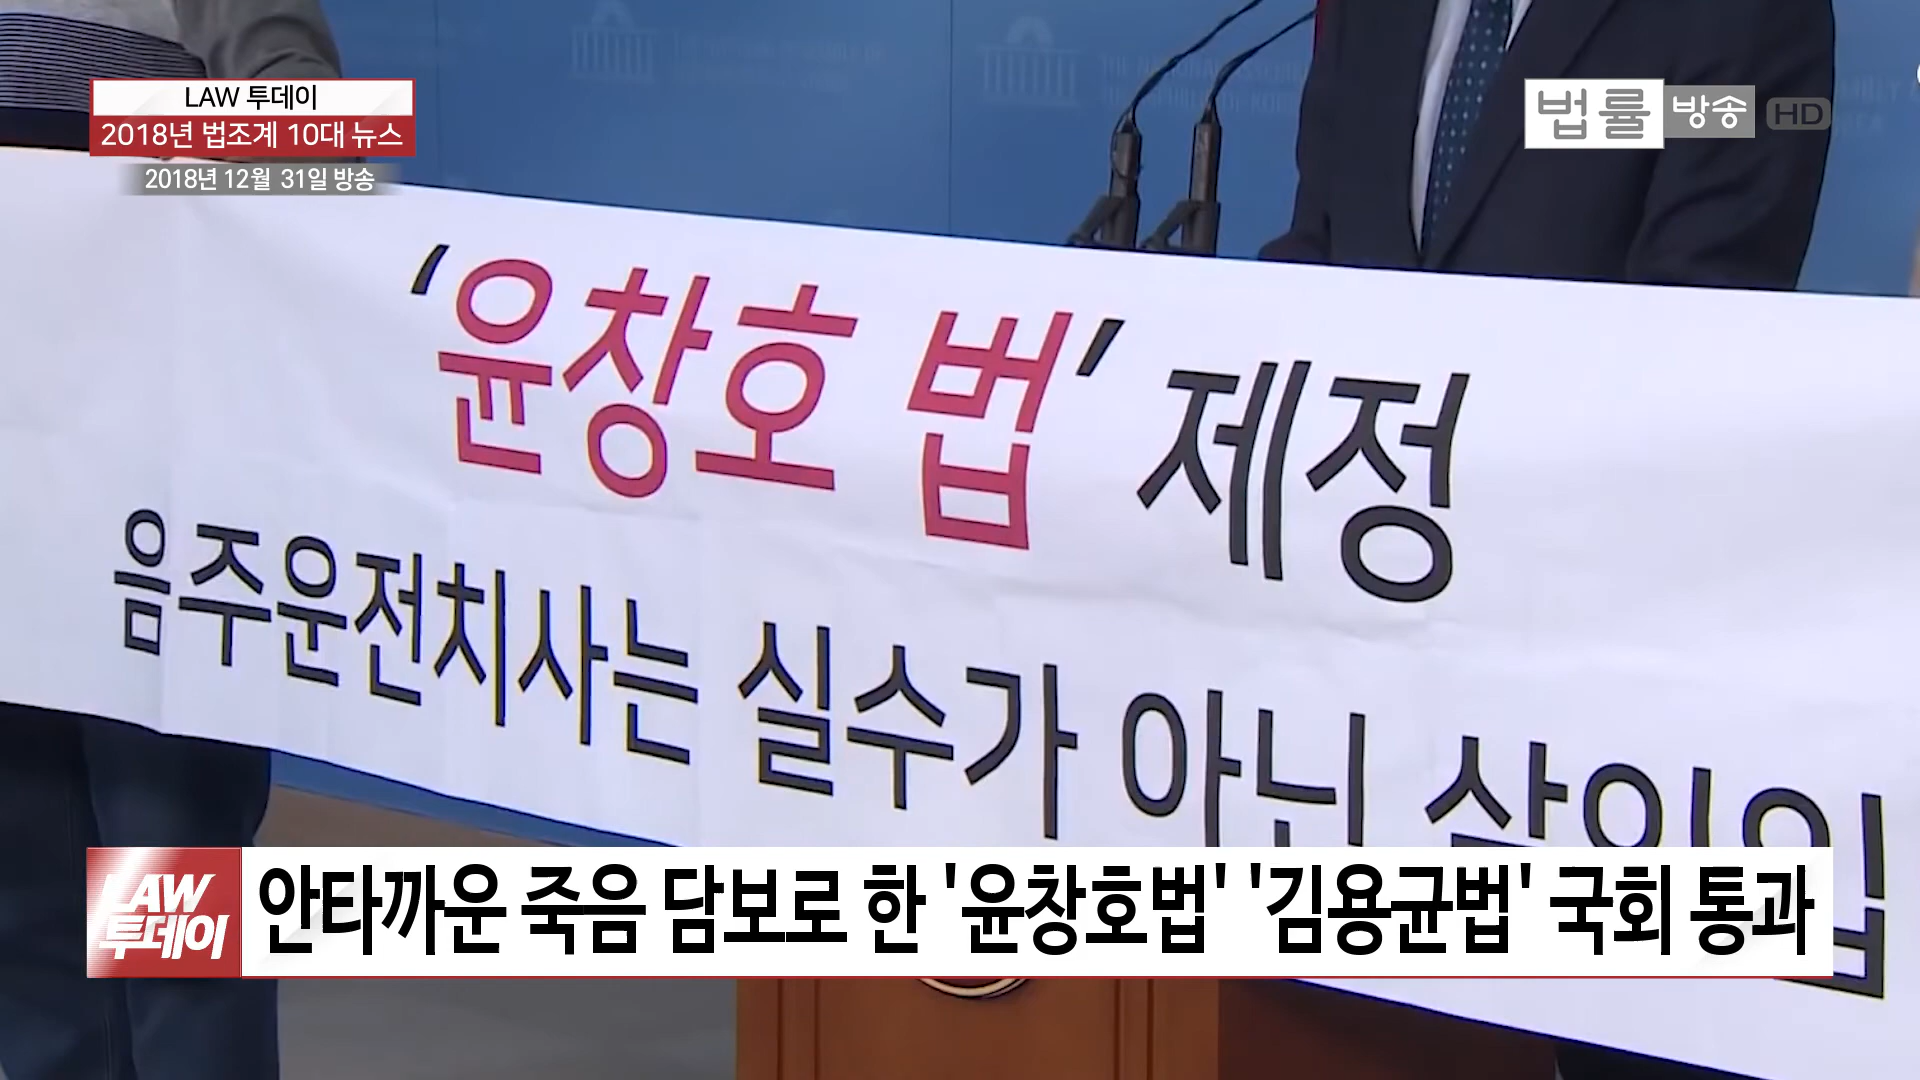 LAW 투데이
2018년 법조계 10대 뉴스
2018년 12월 31일 방송
법률방송 HD
‘윤창호 법’ 제정
음주운전치사는 실수가 아닌
LAW
투데이
안타까운 죽음 담보로 한 '윤창호법' '김용균법' 국회 통과